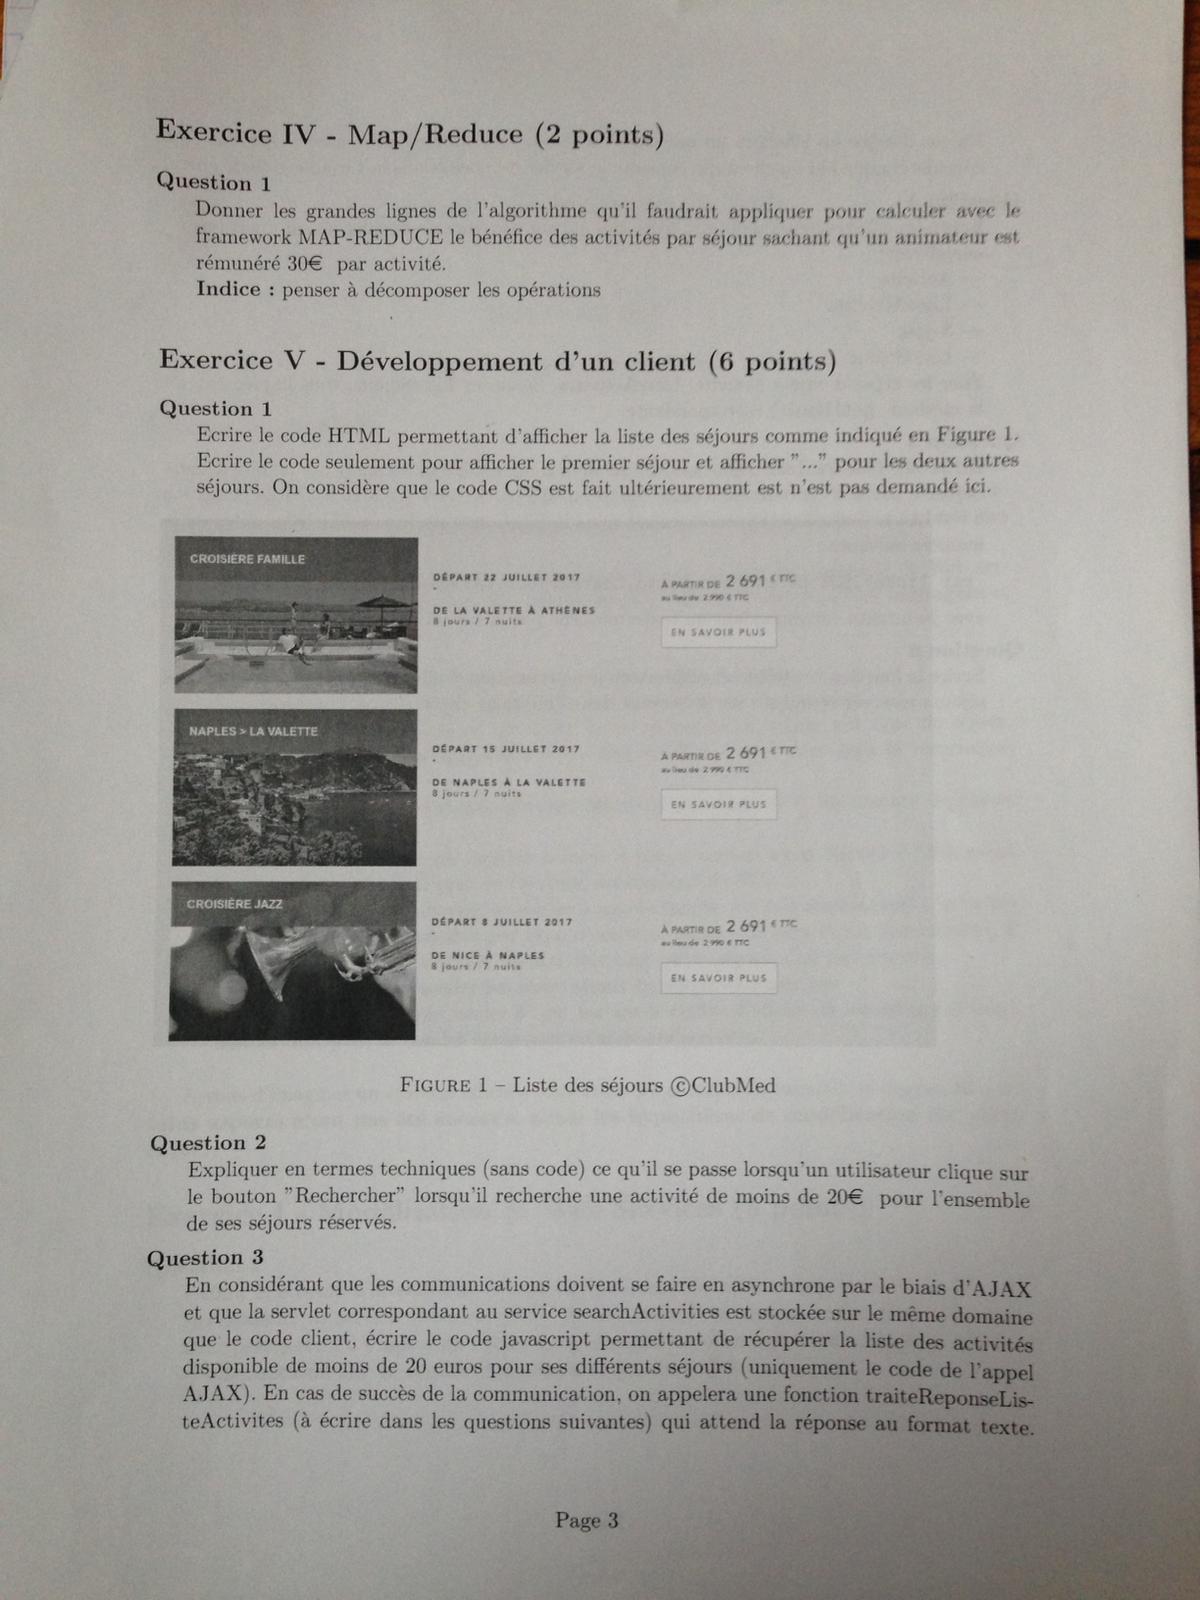 Exercice IV - Map/Reduce (2 points)
Question 1
Donner les grandes lignes de l'algorithme qu'il faudrait appliquer pour calculer avec le
framework MAP-REDUCE le bénéfice des activités par séjour sachant qu'un animateur est
rémunéré 30€ par activité.
Indice : penser à décomposer les opérations
Exercice V - Développement d'un client (6 points)
Question 1
Ecrire le code HTML permettant d'afficher la liste des séjours comme indiqué en Figure 1.
Ecrire le code seulement pour afficher le premier séjour et afficher "..." pour les deux autres
séjours. On considère que le code CSS est fait ultérieurement est n'est pas demandé ici.
CROISIÈRE FAMILLE
DÉPART 22 JUILLET 2017
-
DE LA VALETTE À ATHÈNES
8 jours / 7 nuits
À PARTIR DE 2 691 € TTC
au lieu de 2 990 € TTC
EN SAVOIR PLUS
NAPLES > LA VALETTE
DÉPART 15 JUILLET 2017
-
DE NAPLES À LA VALETTE
8 jours / 7 nuits
À PARTIR DE 2 691 € TTC
au lieu de 2 990 € TTC
EN SAVOIR PLUS
CROISIÈRE JAZZ
DÉPART 8 JUILLET 2017
-
DE NICE À NAPLES
8 jours / 7 nuits
À PARTIR DE 2 691 € TTC
au lieu de 2 990 € TTC
EN SAVOIR PLUS
FIGURE 1 – Liste des séjours ©ClubMed
Question 2
Expliquer en termes techniques (sans code) ce qu'il se passe lorsqu'un utilisateur clique sur
le bouton "Rechercher" lorsqu'il recherche une activité de moins de 20€ pour l'ensemble
de ses séjours réservés.
Question 3
En considérant que les communications doivent se faire en asynchrone par le biais d'AJAX
et que la servlet correspondant au service searchActivities est stockée sur le même domaine
que le code client, écrire le code javascript permettant de récupérer la liste des activités
disponible de moins de 20 euros pour ses différents séjours (uniquement le code de l'appel
AJAX). En cas de succès de la communication, on appelera une fonction traiteReponseLis-
teActivites (à écrire dans les questions suivantes) qui attend la réponse au format texte.
Page 3